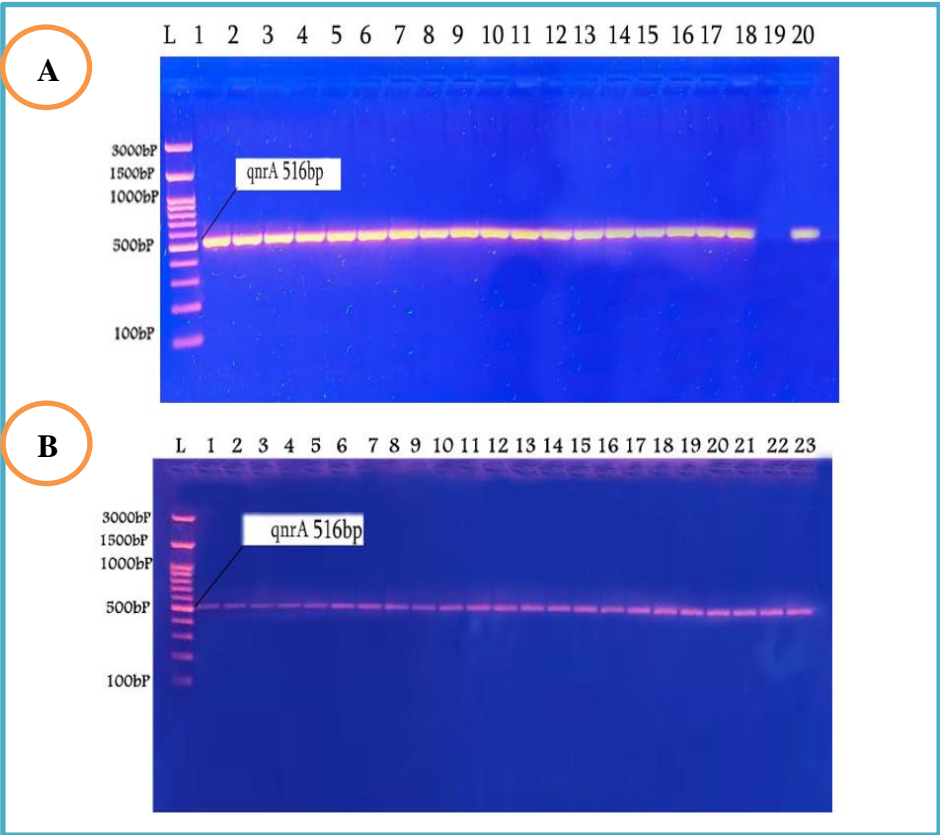 A
L 1 2 3 4 5 6 7 8 9 10 11 12 13 14 15 16 17 18 19 20
3000bP
1500bP
1000bP
qnrA 516bp
500bP
100bP
B
L 1 2 3 4 5 6 7 8 9 10 11 12 13 14 15 16 17 18 19 20 21 22 23
3000bP
1500bP
1000bP
qnrA 516bp
500bP
100bP